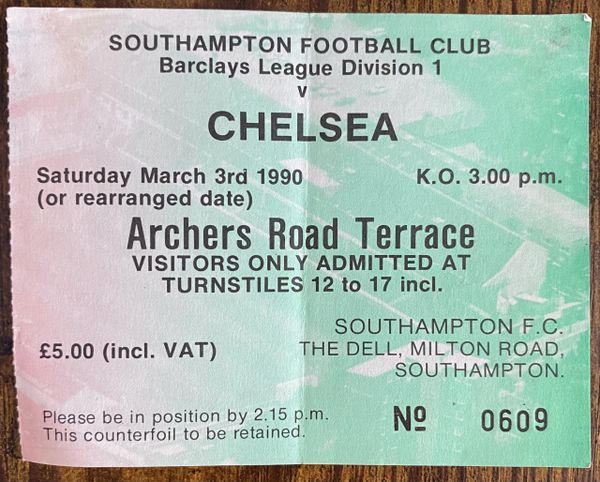 SOUTHAMPTON FOOTBALL CLUB
Barclays League Division 1
v
CHELSEA
Saturday March 3rd 1990 K.O. 3.00 p.m.
(or rearranged date)
Archers Road Terrace
VISITORS ONLY ADMITTED AT
TURNSTILES 12 to 17 incl.
SOUTHAMPTON F.C.
£5.00 (incl. VAT) THE DELL, MILTON ROAD,
SOUTHAMPTON.
Please be in position by 2.15 p.m.
This counterfoil to be retained.
Nº 0609